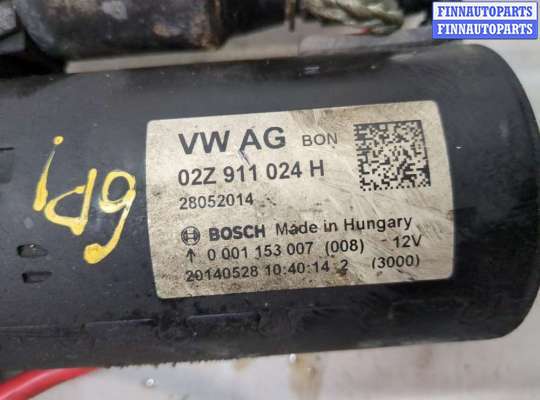 FINNAUTOPARTS
FINNAUTOPARTS
VW AG BON
02Z 911 024 H
28052014
BOSCH Made in Hungary
↑ 0 001 153 007 (008) 12V
20140528 10:40:14 2 (3000)